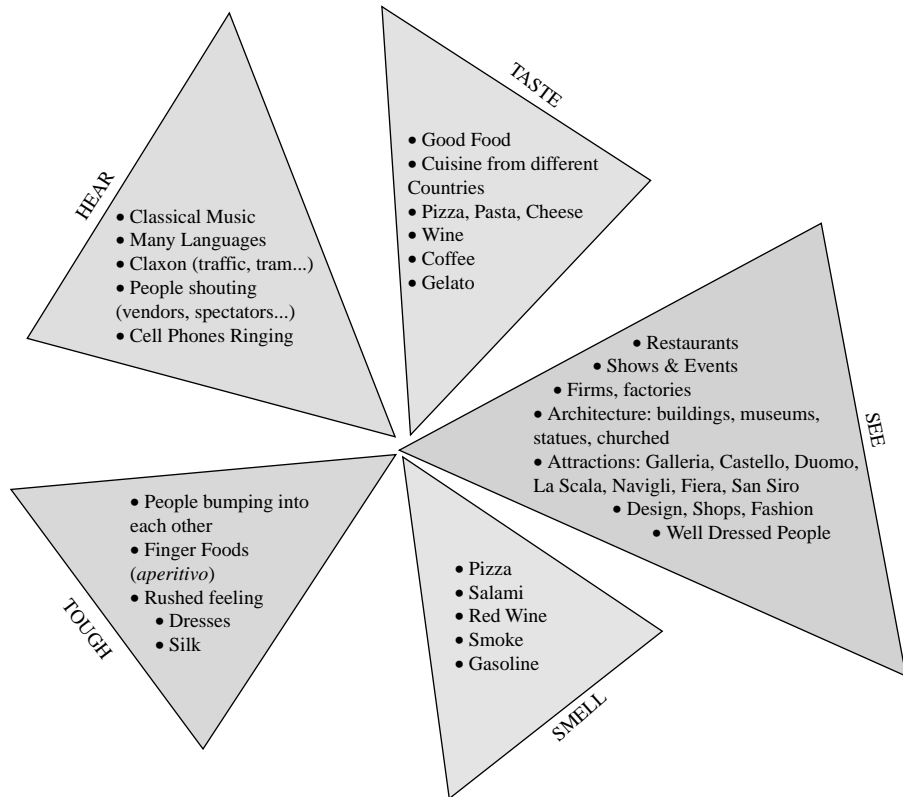 TASTE
• Good Food
• Cuisine from different
Countries
• Pizza, Pasta, Cheese
• Wine
• Coffee
• Gelato
HEAR
• Classical Music
• Many Languages
• Claxon (traffic, tram...)
• People shouting
(vendors, spectators...)
• Cell Phones Ringing
SEE
• Restaurants
• Shows & Events
• Firms, factories
• Architecture: buildings, museums,
statues, churched
• Attractions: Galleria, Castello, Duomo,
La Scala, Navigli, Fiera, San Siro
• Design, Shops, Fashion
• Well Dressed People
TOUGH
• People bumping into
each other
• Finger Foods
(aperitivo)
• Rushed feeling
• Dresses
• Silk
SMELL
• Pizza
• Salami
• Red Wine
• Smoke
• Gasoline